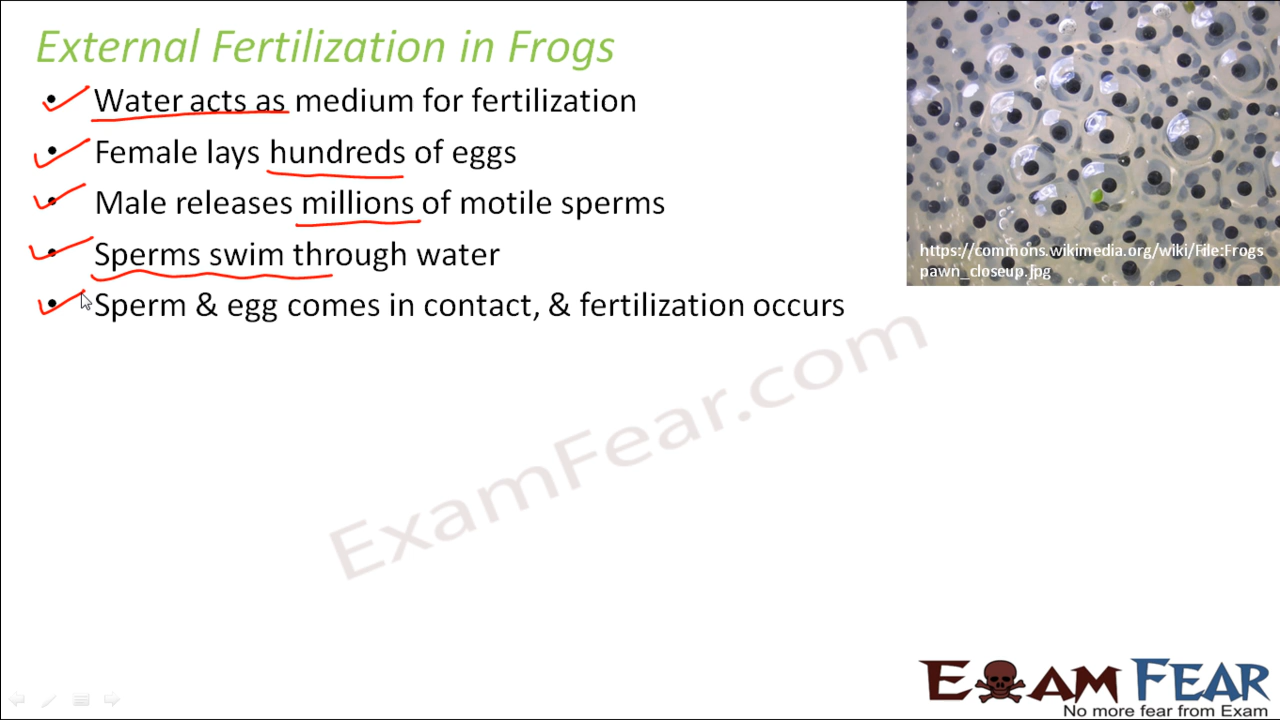 External Fertilization in Frogs
• Water acts as medium for fertilization
• Female lays hundreds of eggs
• Male releases millions of motile sperms
• Sperms swim through water
• Sperm & egg comes in contact, & fertilization occurs
https://commons.wikimedia.org/wiki/File:Frogs
pawn_closeup.jpg
ExamFear.com
EXAM FEAR
No more fear from Exam